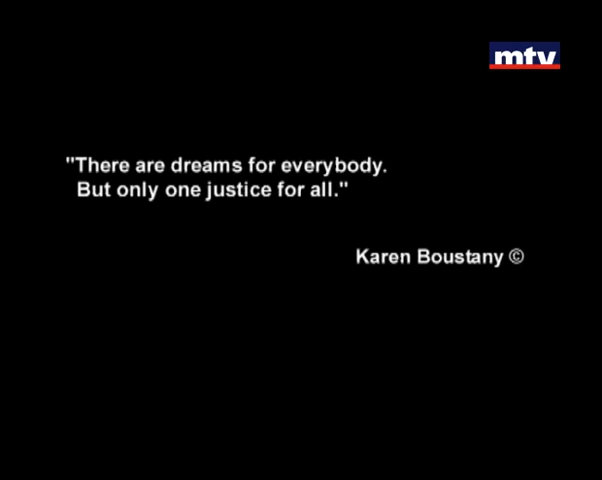 mtv
"There are dreams for everybody.
But only one justice for all."
Karen Boustany ©